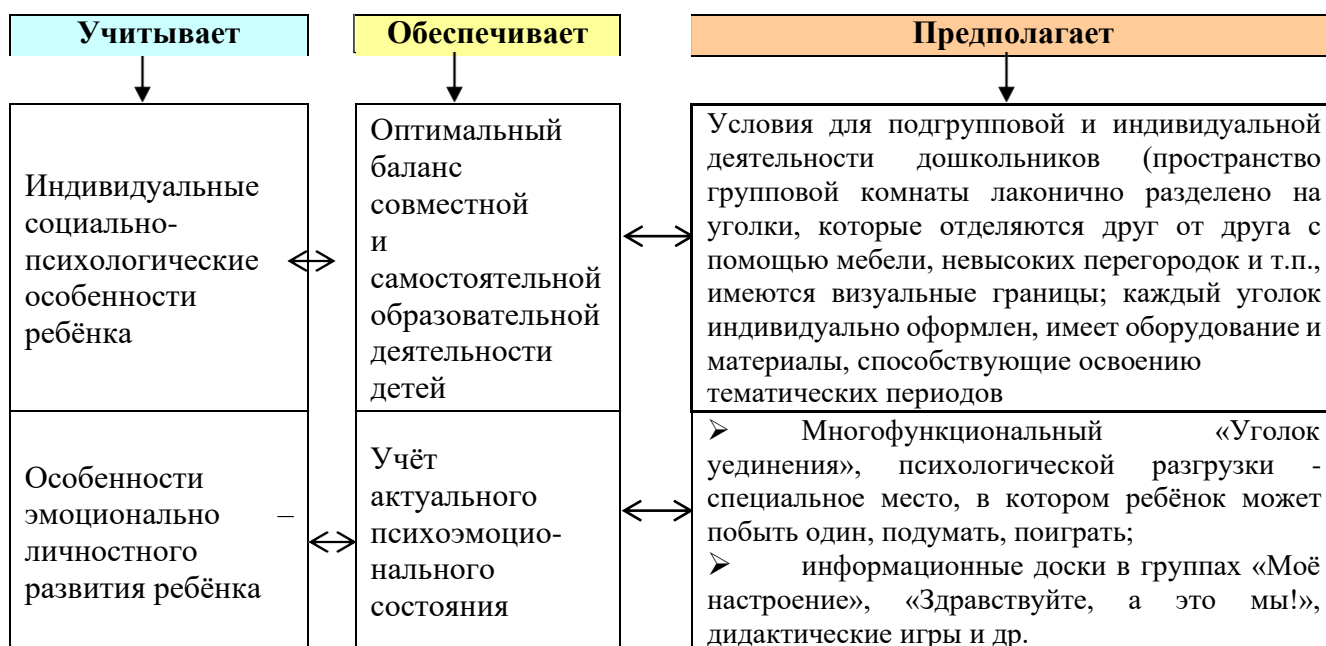 Учитывает
Обеспечивает
Предполагает
Индивидуальные
социально-
психологические
особенности
ребёнка
Оптимальный
баланс
совместной
и
самостоятельной
образовательной
деятельности
детей
Условия для подгрупповой и индивидуальной
деятельности дошкольников (пространство
групповой комнаты лаконично разделено на
уголки, которые отделяются друг от друга с
помощью мебели, невысоких перегородок и т.п.,
имеются визуальные границы; каждый уголок
индивидуально оформлен, имеет оборудование и
материалы, способствующие освоению
тематических периодов
Особенности
эмоционально –
личностного
развития ребёнка
Учёт
актуального
психоэмоцио-
нального
состояния
➢ Многофункциональный «Уголок
уединения», психологической разгрузки -
специальное место, в котором ребёнок может
побыть один, подумать, поиграть;
➢ информационные доски в группах «Моё
настроение», «Здравствуйте, а это мы!»,
дидактические игры и др.